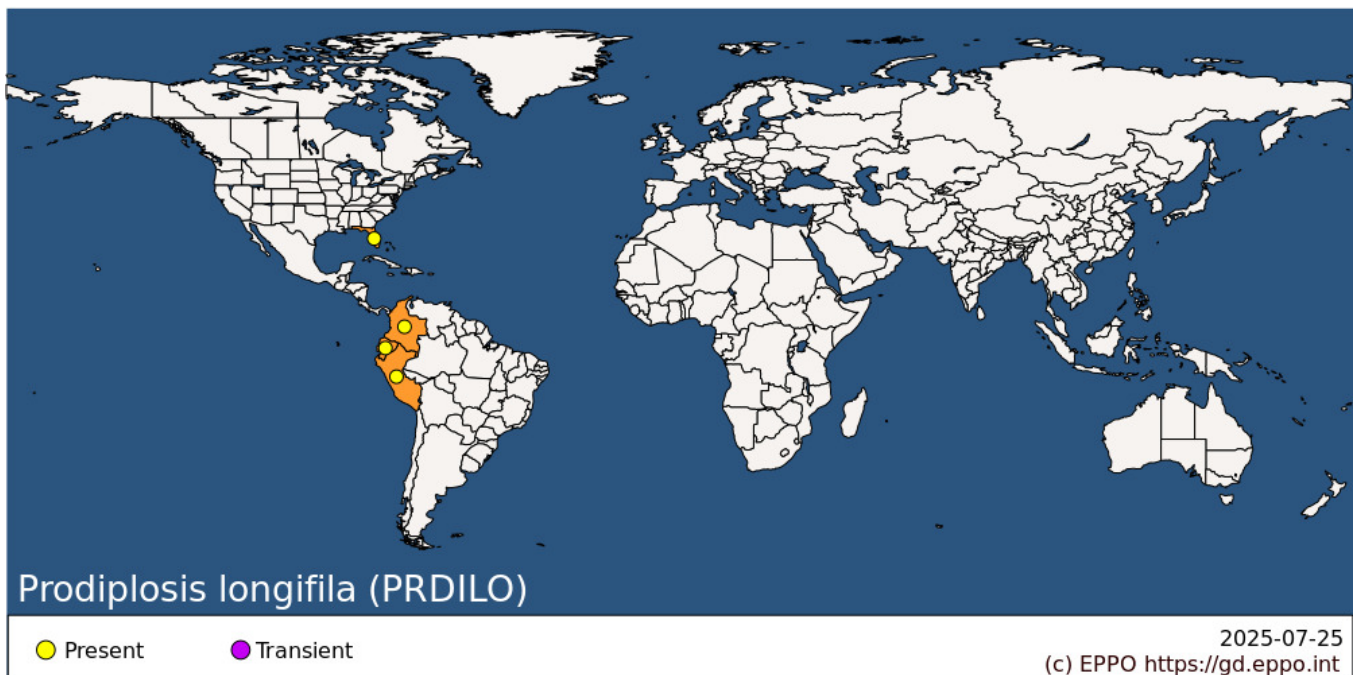 Prodiplosis longifila (PRDILO)
Present
Transient
2025-07-25
(c) EPPO https://gd.eppo.int